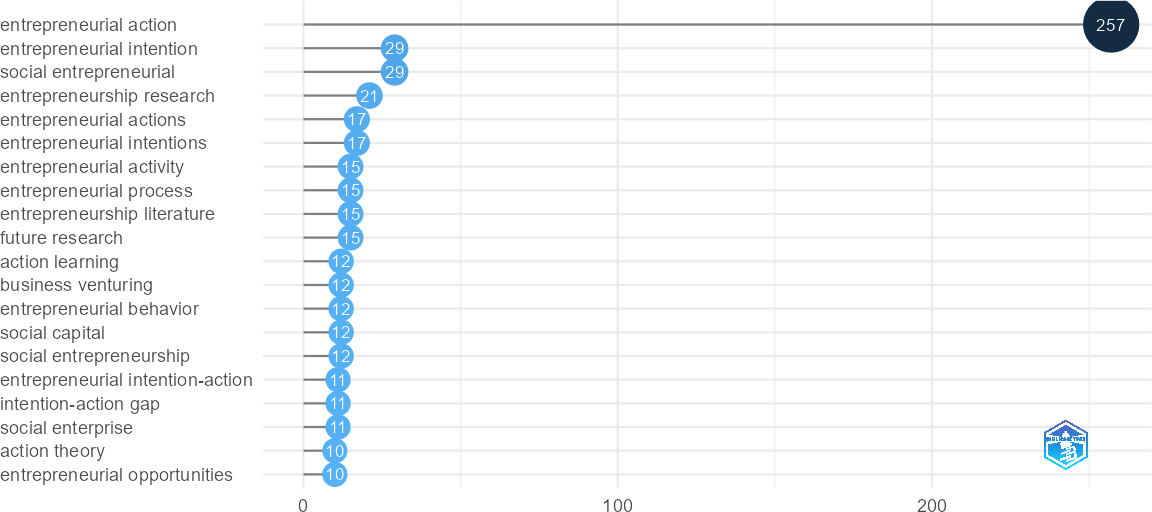 entrepreneurial action 257
entrepreneurial intention 29
social entrepreneurial 29
entrepreneurship research 21
entrepreneurial actions 17
entrepreneurial intentions 17
entrepreneurial activity 15
entrepreneurial process 15
entrepreneurship literature 15
future research 15
action learning 12
business venturing 12
entrepreneurial behavior 12
social capital 12
social entrepreneurship 12
entrepreneurial intention-action 11
intention-action gap 11
social enterprise 11
action theory 10
entrepreneurial opportunities 10
0 100 200